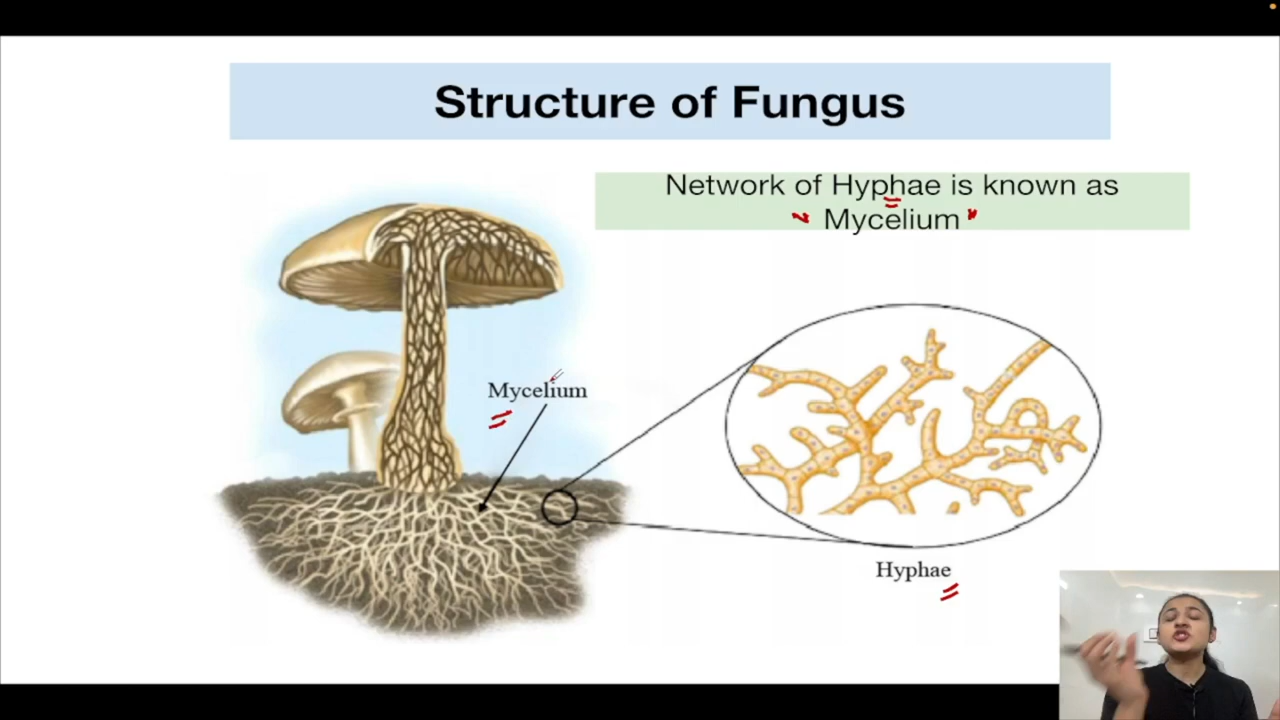 Structure of Fungus
Network of Hyphae is known as
Mycelium
Mycelium
Hyphae